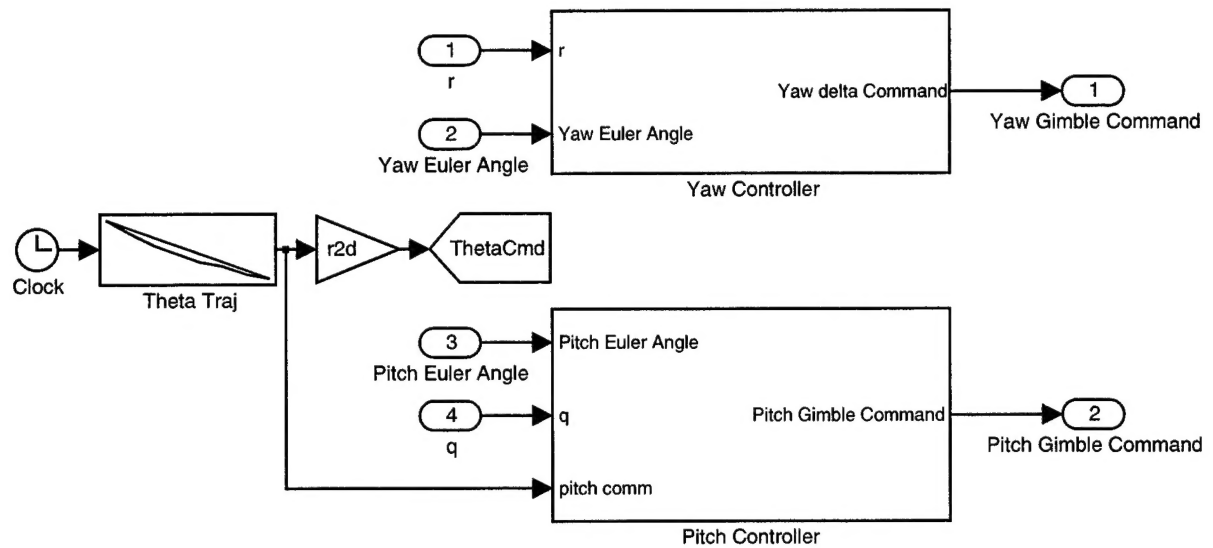 1
r
r
2
Yaw Euler Angle
Yaw Euler Angle
Yaw delta Command
1
Yaw Gimble Command
Yaw Controller
Clock
Theta Traj
r2d
ThetaCmd
3
Pitch Euler Angle
Pitch Euler Angle
4
q
q
Pitch Gimble Command
2
Pitch Gimble Command
pitch comm
Pitch Controller